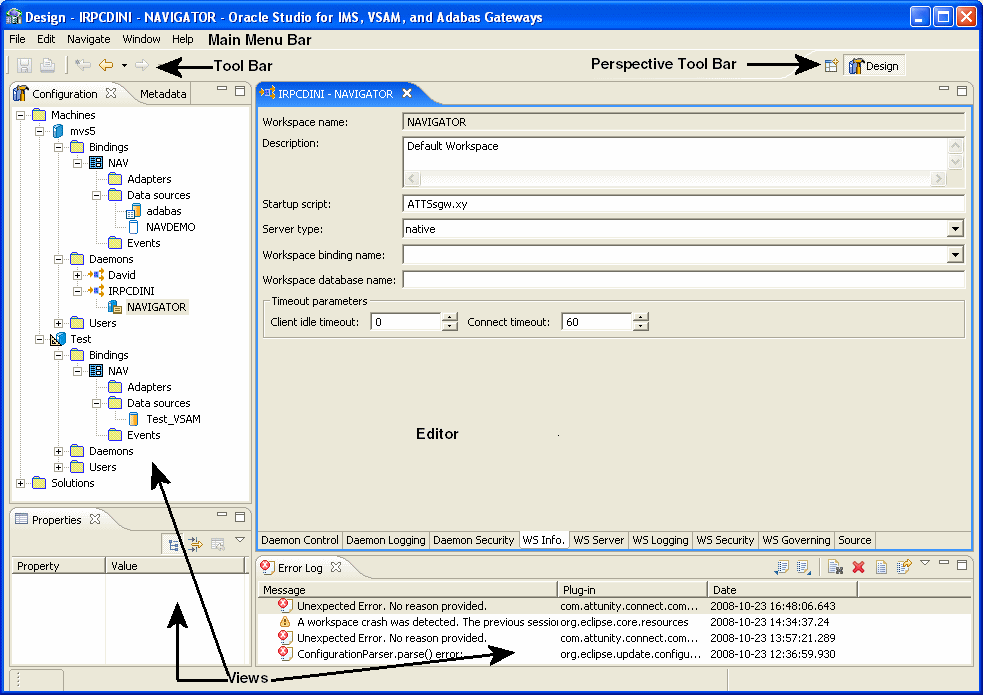 Design - IRPCDINI - NAVIGATOR - Oracle Studio for IMS, VSAM, and Adabas Gateways
File Edit Navigate Window Help Main Menu Bar
Tool Bar
Perspective Tool Bar
Design
Configuration
Metadata
Machines
mvs5
Bindings
NAV
Adapters
Data sources
adabas
NAVDEMO
Events
Daemons
David
IRPCDINI
NAVIGATOR
Users
Test
Bindings
NAV
Adapters
Data sources
Test_VSAM
Events
Daemons
Users
Solutions
IRPCDINI - NAVIGATOR
Workspace name: NAVIGATOR
Description: Default Workspace
Startup script: ATTSsgw.xy
Server type: native
Workspace binding name:
Workspace database name:
Timeout parameters
Client idle timeout: 0 Connect timeout: 60
Editor
Daemon Control Daemon Logging Daemon Security WS Info. WS Server WS Logging WS Security WS Governing Source
Properties
Property Value
Error Log
Message Plug-in Date
Unexpected Error. No reason provided. com.attunity.connect.com... 2008-10-23 16:48:06.643
A workspace crash was detected. The previous sessio org.eclipse.core.resources 2008-10-23 14:34:37.24
Unexpected Error. No reason provided. com.attunity.connect.com... 2008-10-23 13:57:21.289
ConfigurationParser.parse() error: org.eclipse.update.configu... 2008-10-23 12:36:59.930
Views